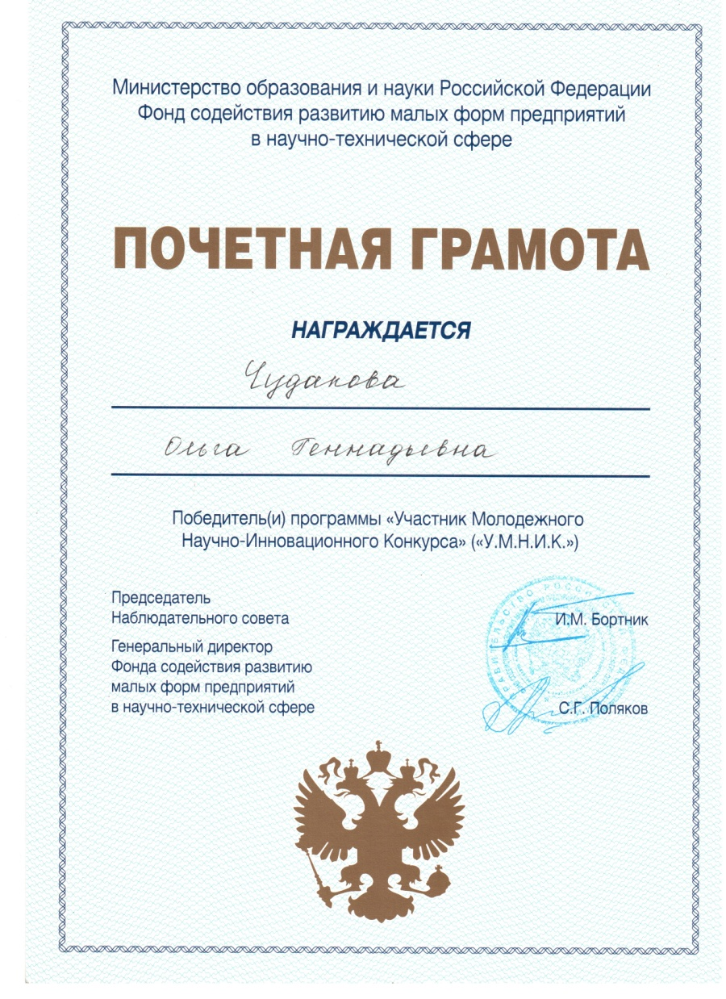 Министерство образования и науки Российской Федерации
Фонд содействия развитию малых форм предприятий
в научно-технической сфере
ПОЧЕТНАЯ ГРАМОТА
НАГРАЖДАЕТСЯ
Чудакова
Ольга Геннадьевна
Победитель(и) программы «Участник Молодежного
Научно-Инновационного Конкурса» («У.М.Н.И.К.»)
Председатель
Наблюдательного совета
И.М. Бортник
Генеральный директор
Фонда содействия развитию
малых форм предприятий
в научно-технической сфере
С.Г. Поляков